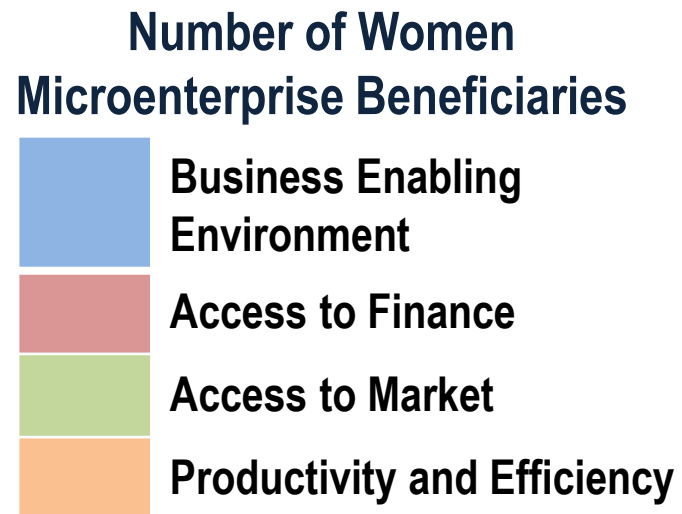 Number of Women
Microenterprise Beneficiaries
Business Enabling
Environment
Access to Finance
Access to Market
Productivity and Efficiency